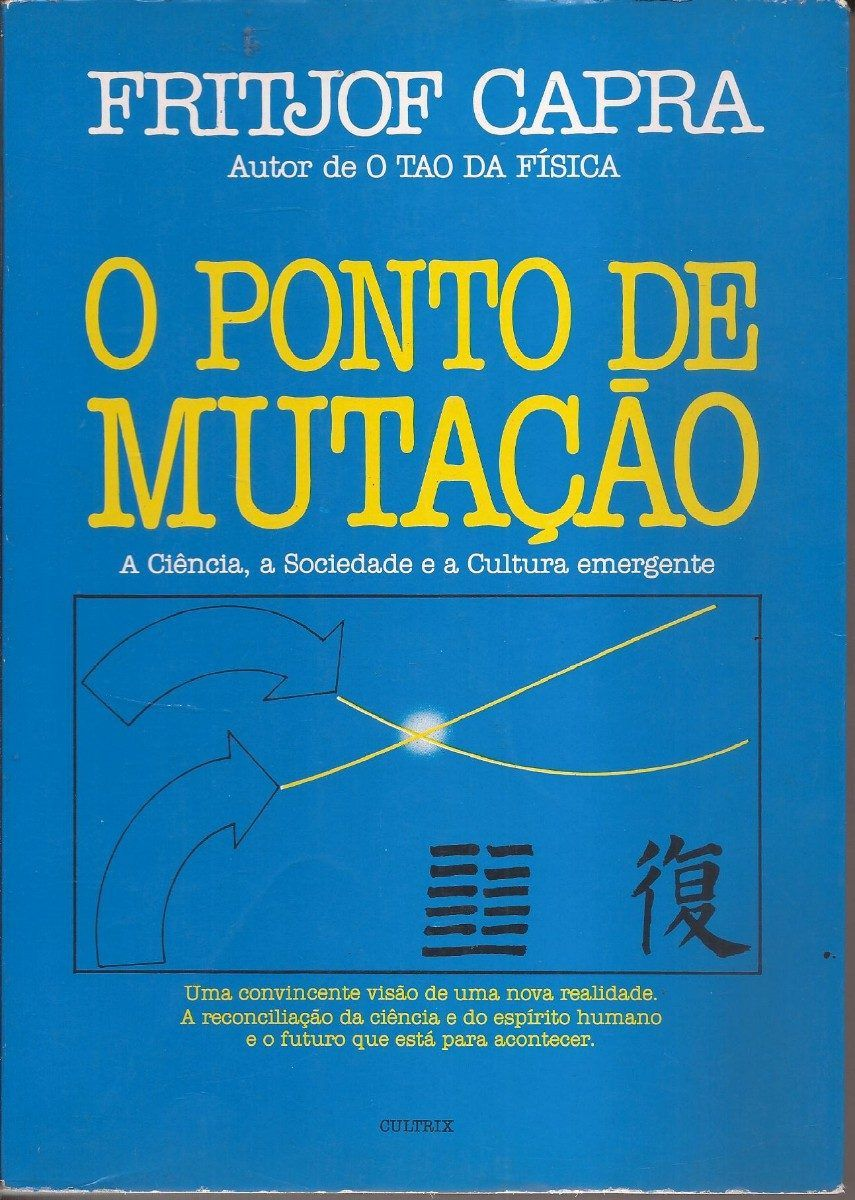 FRITJOF CAPRA
Autor de O TAO DA FÍSICA
O PONTO DE
MUTAÇÃO
A Ciência, a Sociedade e a Cultura emergente
復
Uma convincente visão de uma nova realidade.
A reconciliação da ciência e do espírito humano
e o futuro que está para acontecer.
CULTRIX